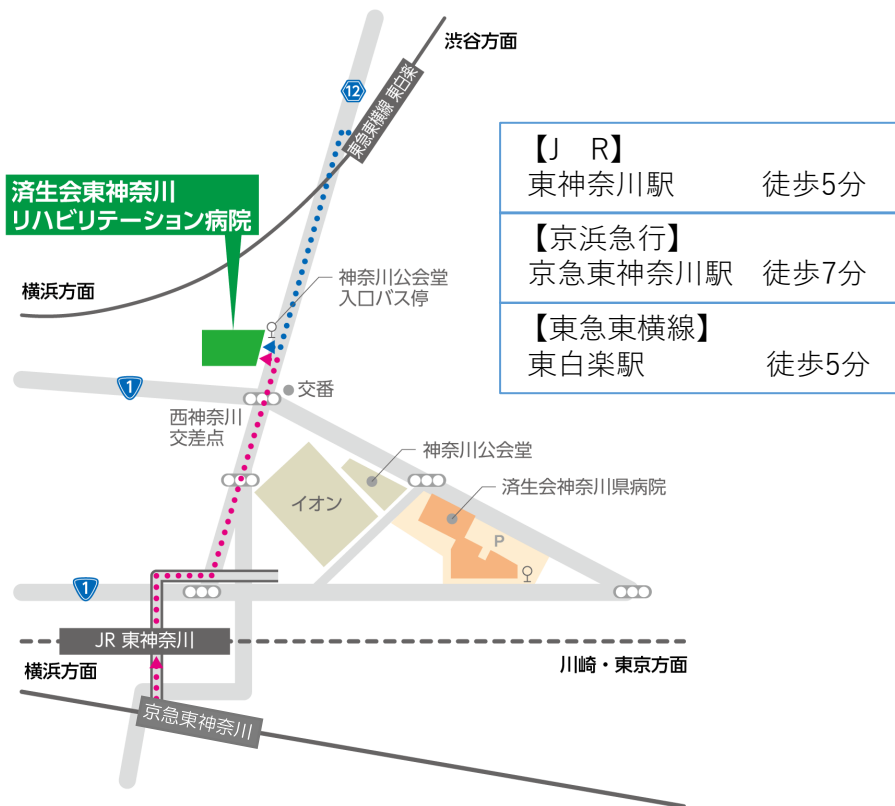 渋谷方面
12
東急東横線 東白楽
【J R】
東神奈川駅 徒歩5分
【京浜急行】
京急東神奈川駅 徒歩7分
【東急東横線】
東白楽駅 徒歩5分
済生会東神奈川
リハビリテーション病院
横浜方面
神奈川公会堂
入口バス停
1
交番
西神奈川
交差点
神奈川公会堂
済生会神奈川県病院
イオン
P
1
JR 東神奈川
横浜方面
川崎・東京方面
京急東神奈川